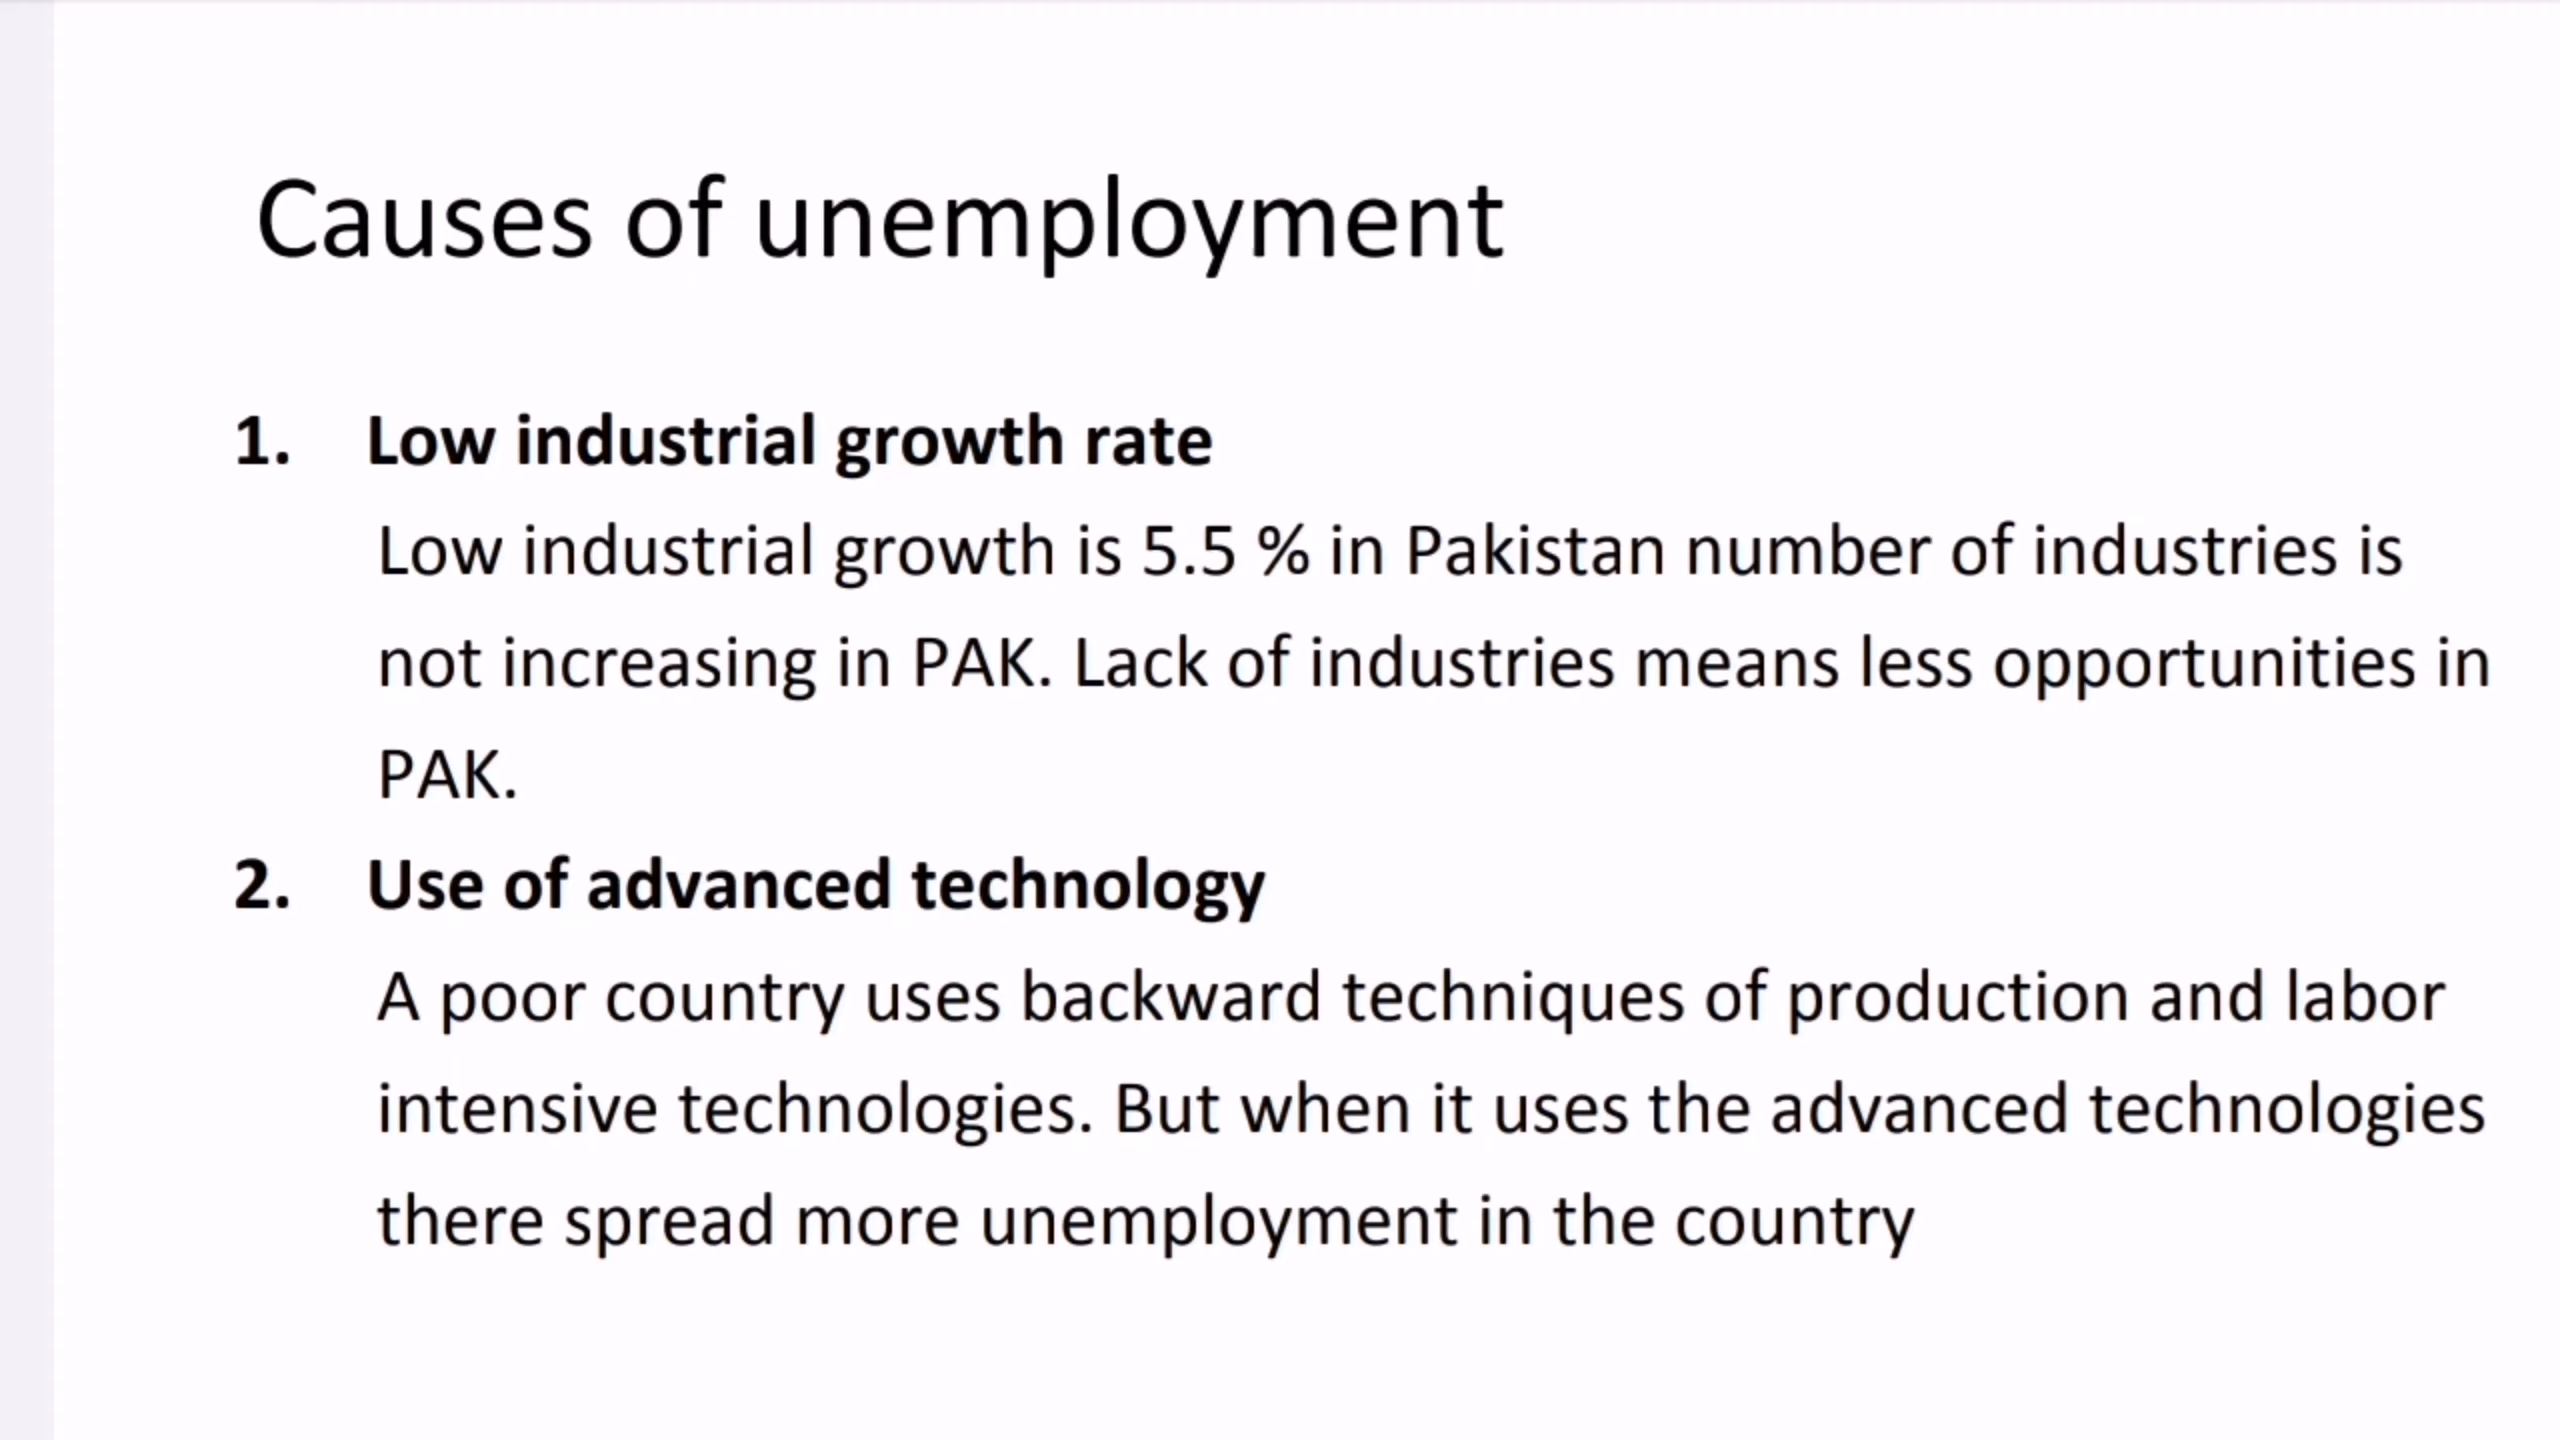 Causes of unemployment
1. Low industrial growth rate
Low industrial growth is 5.5 % in Pakistan number of industries is
not increasing in PAK. Lack of industries means less opportunities in
PAK.
2. Use of advanced technology
A poor country uses backward techniques of production and labor
intensive technologies. But when it uses the advanced technologies
there spread more unemployment in the country